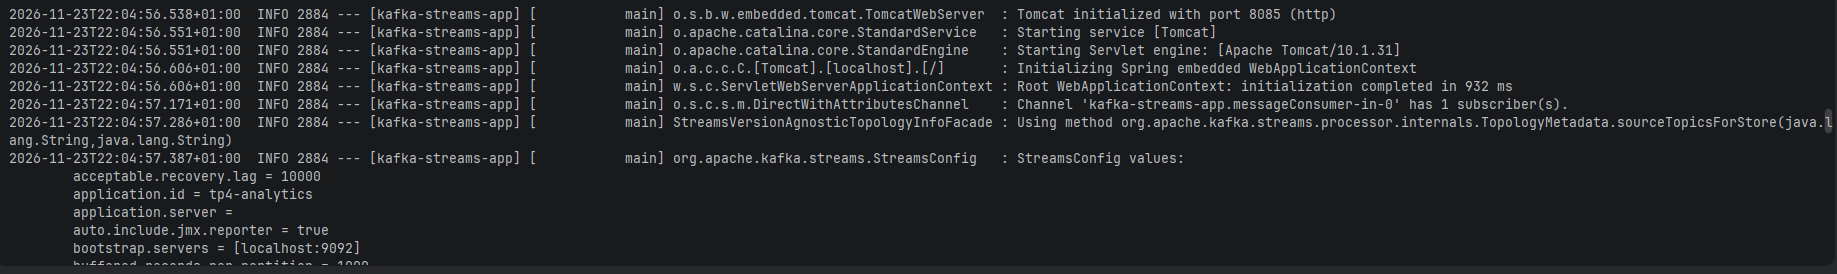 2026-11-23T22:04:56.538+01:00  INFO 2884 --- [kafka-streams-app] [           main] o.s.b.w.embedded.tomcat.TomcatWebServer  : Tomcat initialized with port 8085 (http)
2026-11-23T22:04:56.551+01:00  INFO 2884 --- [kafka-streams-app] [           main] o.apache.catalina.core.StandardService   : Starting service [Tomcat]
2026-11-23T22:04:56.551+01:00  INFO 2884 --- [kafka-streams-app] [           main] o.apache.catalina.core.StandardEngine    : Starting Servlet engine: [Apache Tomcat/10.1.31]
2026-11-23T22:04:56.606+01:00  INFO 2884 --- [kafka-streams-app] [           main] o.a.c.c.C.[Tomcat].[localhost].[/]       : Initializing Spring embedded WebApplicationContext
2026-11-23T22:04:56.606+01:00  INFO 2884 --- [kafka-streams-app] [           main] w.s.c.ServletWebServerApplicationContext : Root WebApplicationContext: initialization completed in 932 ms
2026-11-23T22:04:57.171+01:00  INFO 2884 --- [kafka-streams-app] [           main] o.s.c.s.m.DirectWithAttributesChannel    : Channel 'kafka-streams-app.messageConsumer-in-0' has 1 subscriber(s).
2026-11-23T22:04:57.286+01:00  INFO 2884 --- [kafka-streams-app] [           main] StreamsVersionAgnosticTopologyInfoFacade : Using method org.apache.kafka.streams.processor.internals.TopologyMetadata.sourceTopicsForStore(java.l
ang.String,java.lang.String)
2026-11-23T22:04:57.387+01:00  INFO 2884 --- [kafka-streams-app] [           main] org.apache.kafka.streams.StreamsConfig   : StreamsConfig values:
acceptable.recovery.lag = 10000
application.id = tp4-analytics
application.server =
auto.include.jmx.reporter = true
bootstrap.servers = [localhost:9092]
buffered.records.per.partition = 1000